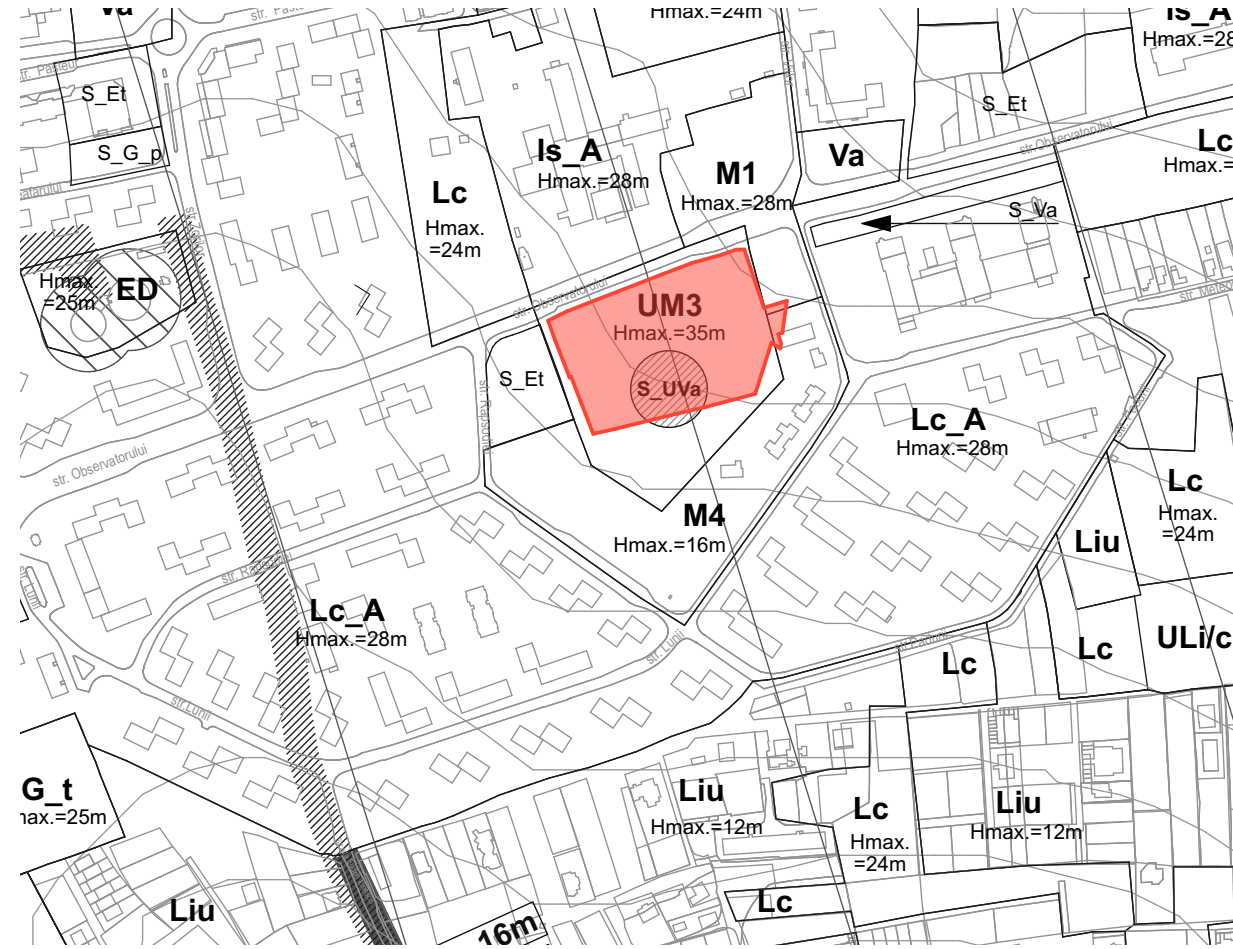 Va
str. Pasteur
Hmax.=24m
Is_A
Hmax.=28
S_Et
S_G_p
Is_A
Hmax.=28m
Lc
Hmax.
=24m
M1
Hmax.=28m
Va
S_Et
str. Observatorului
Lc
Hmax.=
S_Va
Hmax.
=25m
ED
str. Observatorului
UM3
Hmax.=35m
S_UVa
S_Et
str. Rapsodiei
str. Observatorului
Lc_A
Hmax.=28m
Lc
Hmax.
=24m
M4
Hmax.=16m
Liu
Lc_A
Hmax.=28m
str. Lunii
Lc
Lc
ULi/c
str.Lunii
G_t
max.=25m
Liu
Hmax.=12m
Lc
Hmax.
=24m
Liu
Hmax.=12m
Liu
16m
Lc